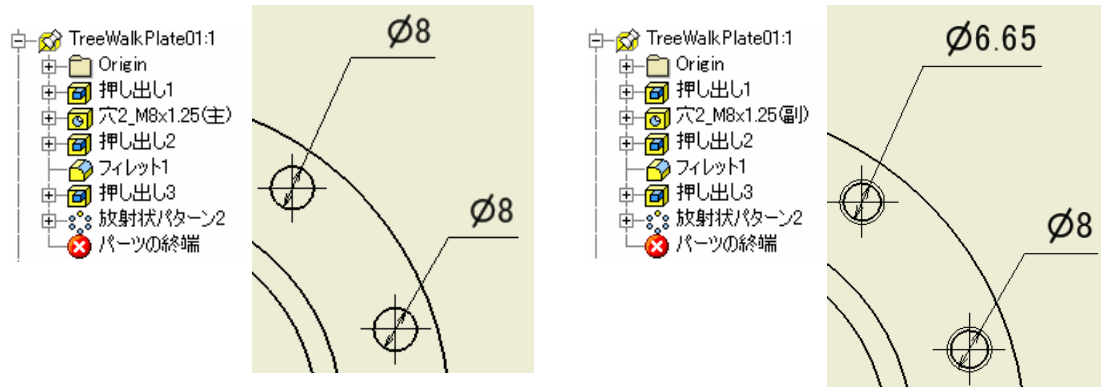 TreeWalkPlate01:1
Origin
押し出し1
穴2_M8x1.25(主)
押し出し2
フィレット1
押し出し3
放射状パターン2
パーツの終端
Ø8
Ø8
TreeWalkPlate01:1
Origin
押し出し1
穴2_M8x1.25(副)
押し出し2
フィレット1
押し出し3
放射状パターン2
パーツの終端
Ø6.65
Ø8